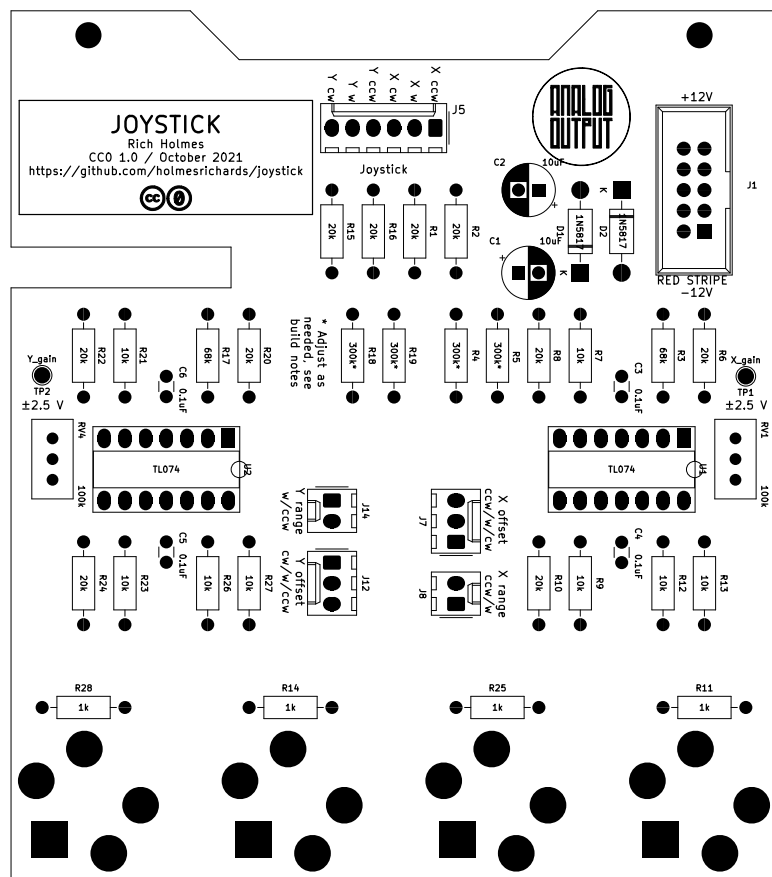 JOYSTICK
Rich Holmes
CC0 1.0 / October 2021
https://github.com/holmesrichards/joystick
cc 0
Y cw
Y w
Y ccw
X cw
X w
X ccw
J5
Joystick
ANALOG
OUTPUT
+12V
J1
RED STRIPE
-12V
C2
10uF
+
C1
10uF
+
K
D1
1N5817
K
D2
1N5817
20k
R15
20k
R16
20k
R1
20k
R2
20k
R22
10k
R21
68k
R17
20k
R20
* Adjust as
needed, see
build notes
300k*
R18
300k*
R19
300k*
R4
300k*
R5
20k
R8
10k
R7
68k
R3
20k
R6
Y_gain
TP2
±2.5 V
C6
0.1uF
C3
0.1uF
X_gain
TP1
±2.5 V
RV4
100k
TL074
U2
TL074
U1
RV1
100k
Y range
w/ccw
J14
Y offset
cw/w/ccw
J12
J7
X offset
ccw/w/cw
J8
X range
ccw/w
20k
R24
10k
R23
C5
0.1uF
10k
R26
10k
R27
20k
R10
10k
R9
C4
0.1uF
10k
R12
10k
R13
R28
1k
R14
1k
R25
1k
R11
1k